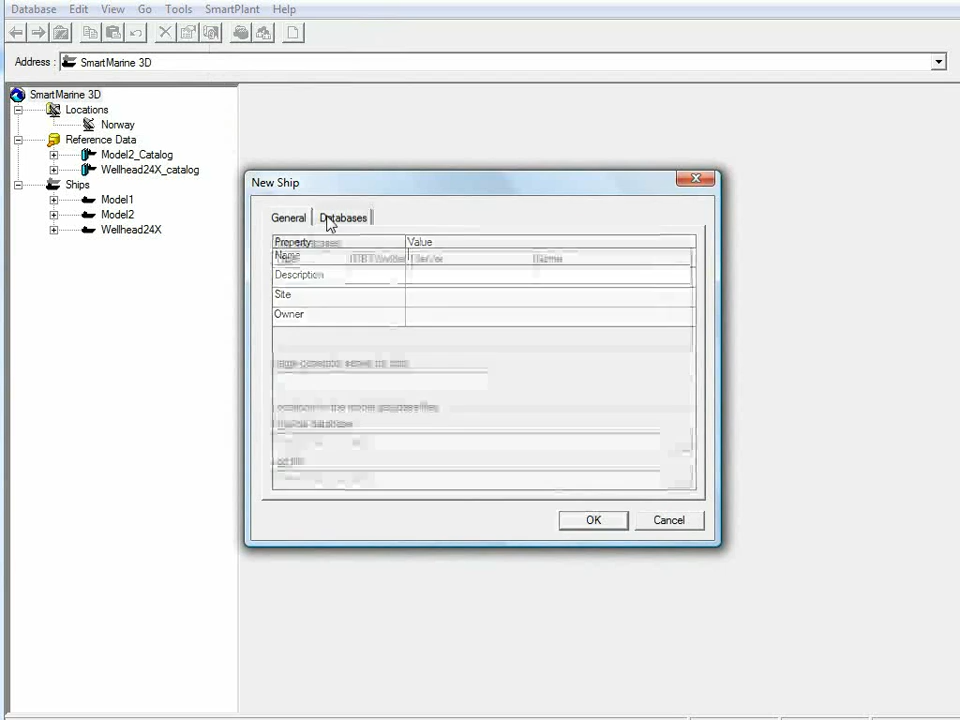 Database Edit View Go Tools SmartPlant Help
Address : SmartMarine 3D
SmartMarine 3D
Locations
Norway
Reference Data
Model2_Catalog
Wellhead24X_catalog
Ships
Model1
Model2
Wellhead24X
New Ship
General Databases
Property Value
Name
Description
Site
Owner
OK Cancel